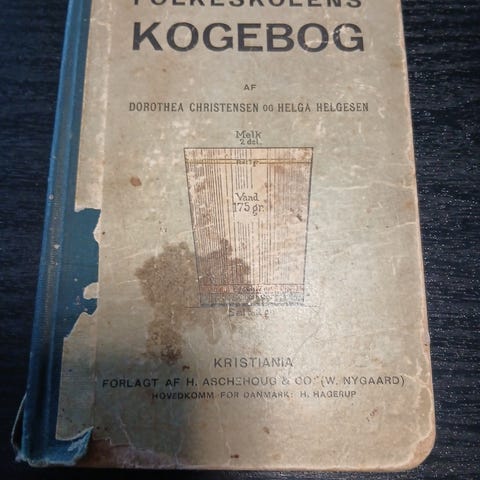 FOLKESKOLENS
KOGEBOG
AF
DOROTHEA CHRISTENSEN OG HELGA HELGESEN
Melk
2 dcl.
Vand
175 gr.
KRISTIANIA
FORLAGT AF H. ASCHEHOUG & CO. (W. NYGAARD)
HOVEDKOMM FOR DANMARK: H. HAGERUP